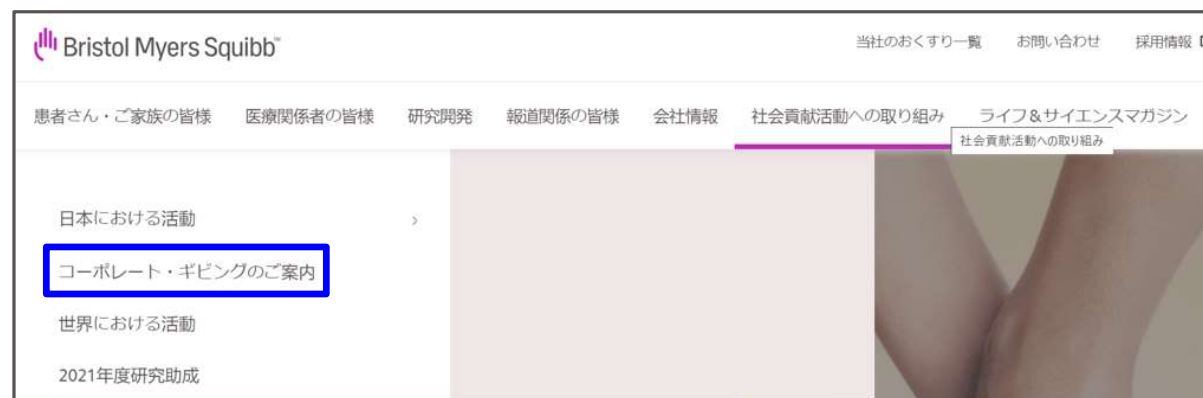 Bristol Myers Squibb™
当社のおくすり一覧 お問い合わせ 採用情報
患者さん・ご家族の皆様 医療関係者の皆様 研究開発 報道関係の皆様 会社情報 社会貢献活動への取り組み ライフ&サイエンスマガジン
社会貢献活動への取り組み
日本における活動
コーポレート・ギビングのご案内
世界における活動
2021年度研究助成